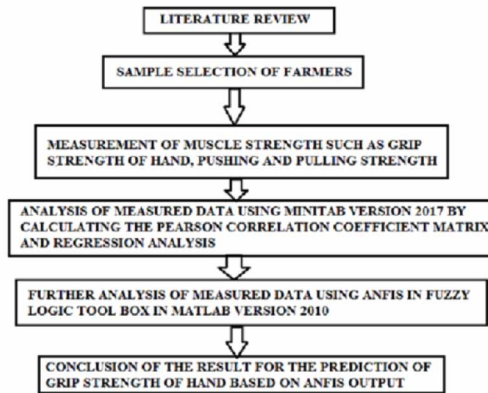 LITERATURE REVIEW
SAMPLE SELECTION OF FARMERS
MEASUREMENT OF MUSCLE STRENGTH SUCH AS GRIP
STRENGTH OF HAND, PUSHING AND PULLING STRENGTH
ANALYSIS OF MEASURED DATA USING MINITAB VERSION 2017 BY
CALCULATING THE PEARSON CORRELATION COEFFICIENT MATRIX
AND REGRESSION ANALYSIS
FURTHER ANALYSIS OF MEASURED DATA USING ANFIS IN FUZZY
LOGIC TOOL BOX IN MATLAB VERSION 2010
CONCLUSION OF THE RESULT FOR THE PREDICTION OF
GRIP STRENGTH OF HAND BASED ON ANFIS OUTPUT